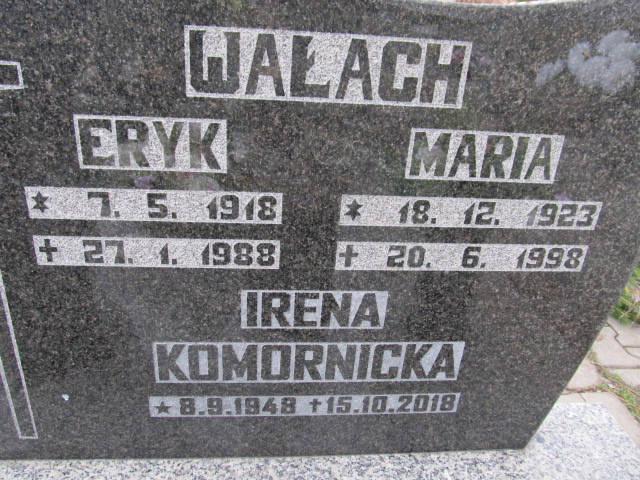 WAŁACH
ERYK MARIA
* 7. 5. 1918 * 18. 12. 1923
+ 27. 1. 1988 + 20. 6. 1998
IRENA
KOMORNICKA
* 8.9.1948 +15.10.2018